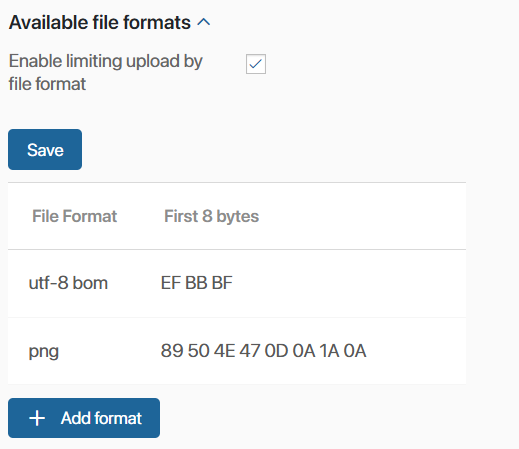 Available file formats
Enable limiting upload by
file format
Save
File Format First 8 bytes
utf-8 bom EF BB BF
png 89 50 4E 47 0D 0A 1A 0A
+ Add format